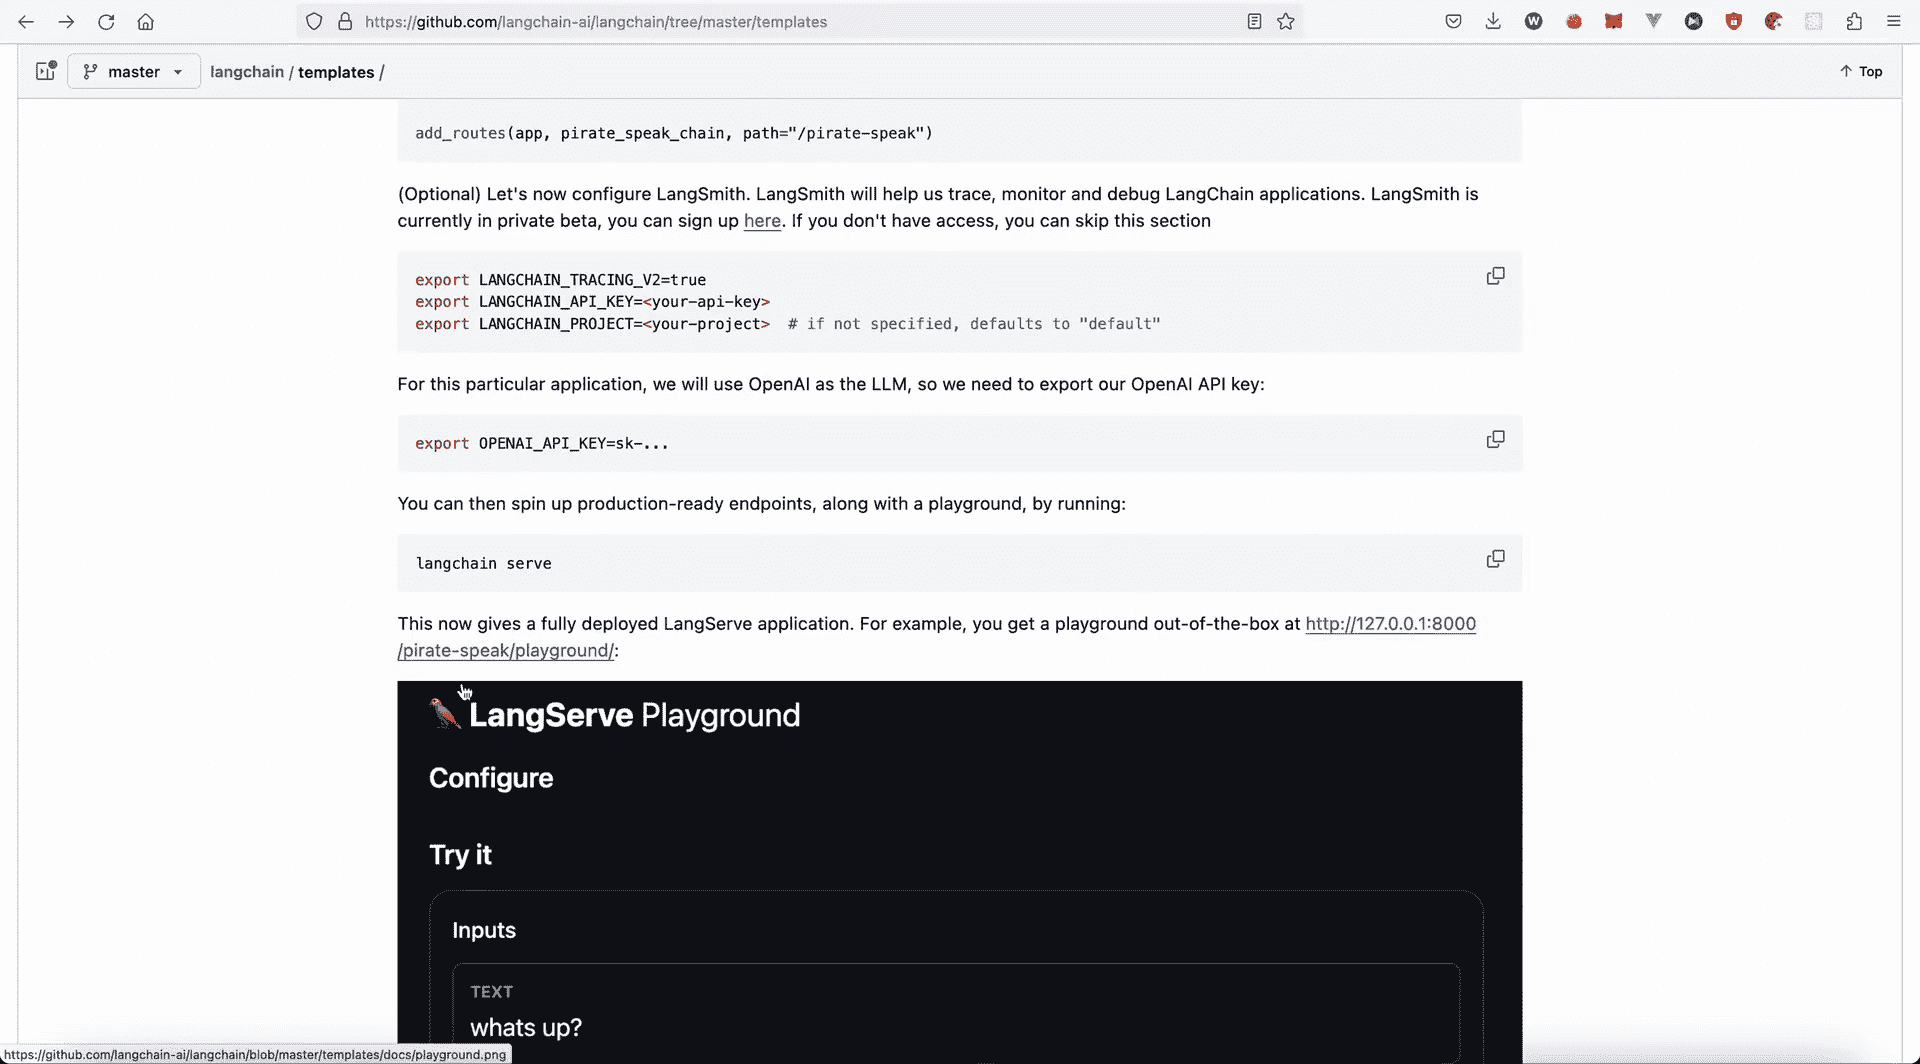 https://github.com/langchain-ai/langchain/tree/master/templates
master
langchain / templates /
Top
add_routes(app, pirate_speak_chain, path="/pirate-speak")
(Optional) Let's now configure LangSmith. LangSmith will help us trace, monitor and debug LangChain applications. LangSmith is
currently in private beta, you can sign up here. If you don't have access, you can skip this section
export LANGCHAIN_TRACING_V2=true
export LANGCHAIN_API_KEY=<your-api-key>
export LANGCHAIN_PROJECT=<your-project>  # if not specified, defaults to "default"
For this particular application, we will use OpenAI as the LLM, so we need to export our OpenAI API key:
export OPENAI_API_KEY=sk-...
You can then spin up production-ready endpoints, along with a playground, by running:
langchain serve
This now gives a fully deployed LangServe application. For example, you get a playground out-of-the-box at http://127.0.0.1:8000
/pirate-speak/playground/:
LangServe Playground
Configure
Try it
Inputs
TEXT
whats up?
https://github.com/langchain-ai/langchain/blob/master/templates/docs/playground.png